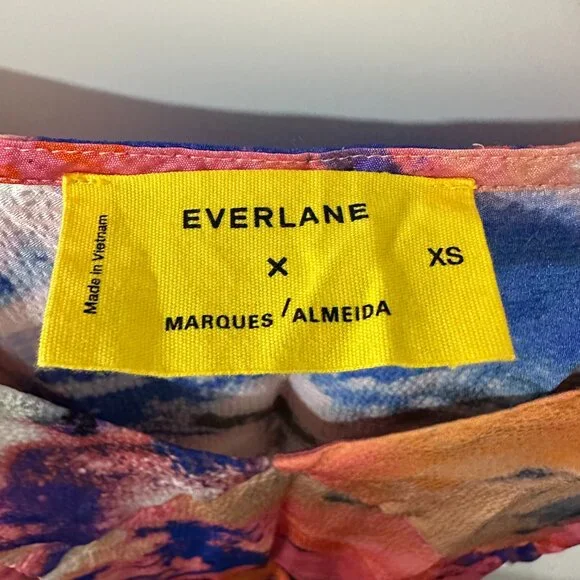 EVERLANE
X
MARQUES/ALMEIDA
XS
Made in Vietnam